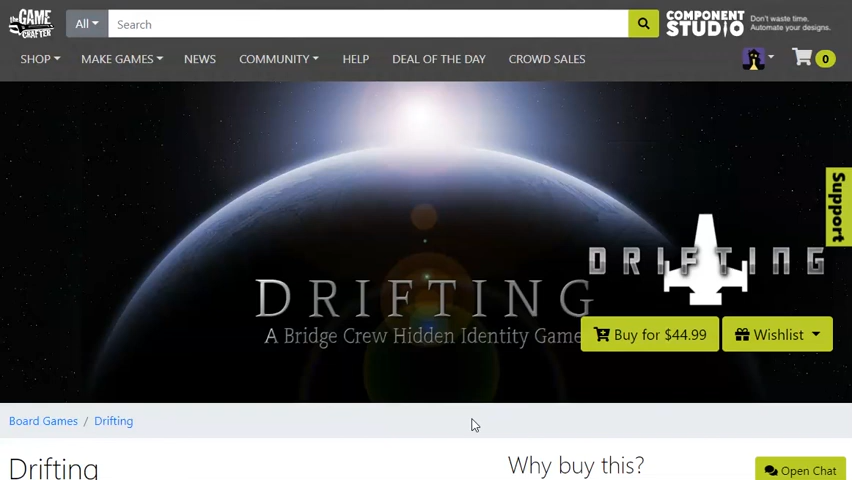 the GAME CRAFTER
All
Search
COMPONENT STUDIO
Don't waste time.
Automate your designs.
SHOP
MAKE GAMES
NEWS
COMMUNITY
HELP
DEAL OF THE DAY
CROWD SALES
0
Support
DRIFTING
DRIFTING
A Bridge Crew Hidden Identity Game
Buy for $44.99
Wishlist
Board Games / Drifting
Drifting
Why buy this?
Open Chat